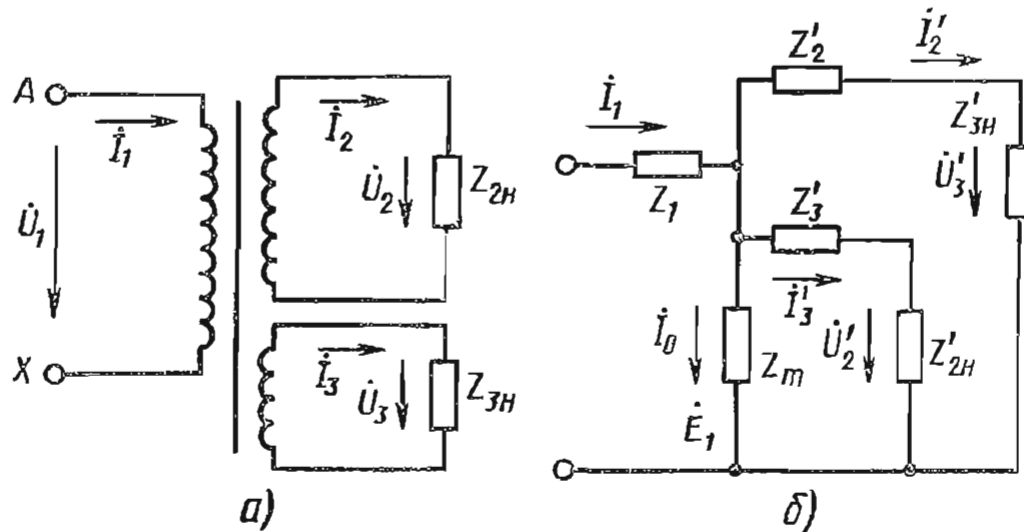 A
İ₁
U̇₁
X
İ₂
U̇₂
Z₂н
İ₃
U̇₃
Z₃н
а)
İ₁
Z₁
Z′₂
İ′₂
Z′₃н
U̇′₃
Z′₃
İ′₃
İ₀
Zm
U̇′₂
Z′₂н
Ė₁
б)